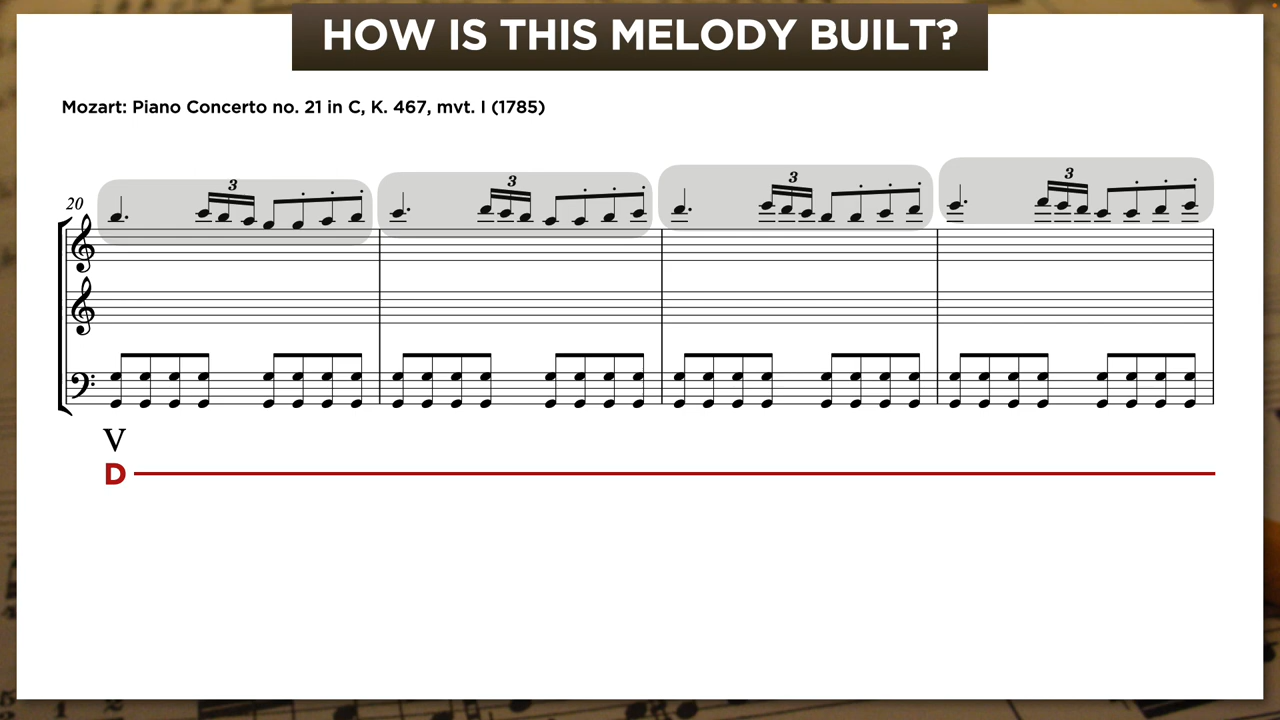 HOW IS THIS MELODY BUILT?
Mozart: Piano Concerto no. 21 in C, K. 467, mvt. I (1785)
3 3 3 3
20
V
D